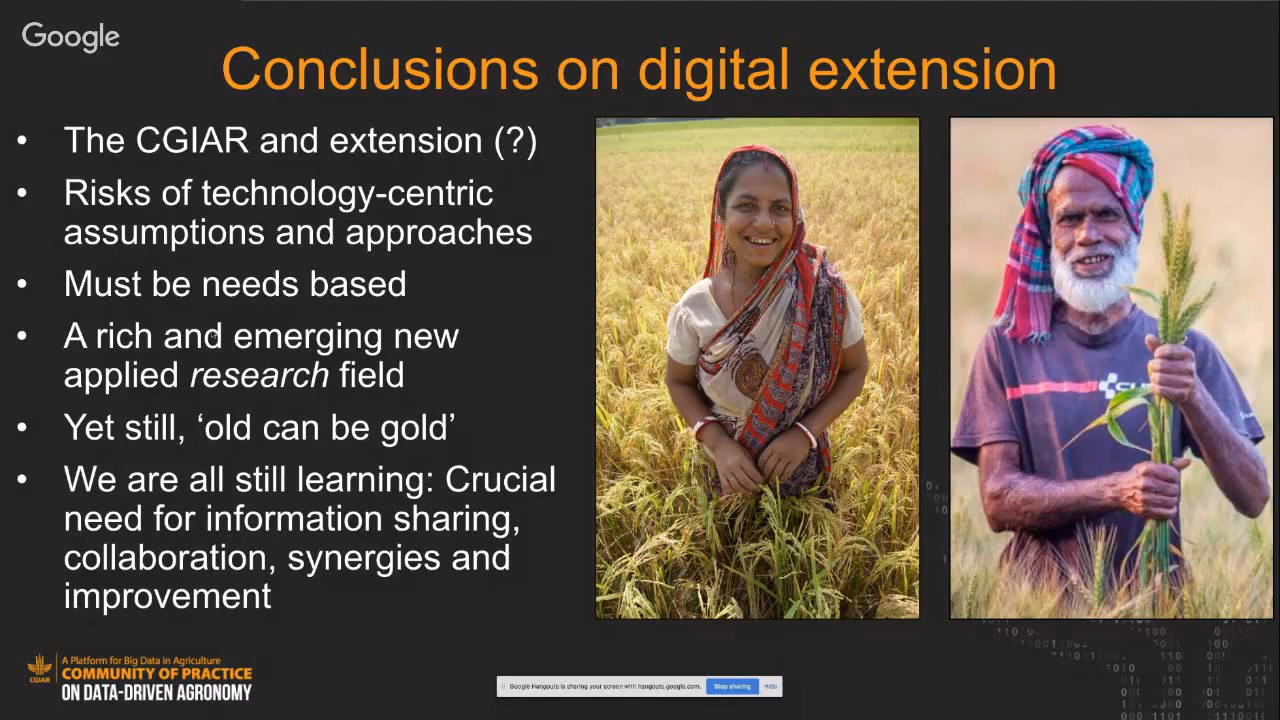 Google
Conclusions on digital extension
• The CGIAR and extension (?)
• Risks of technology-centric
assumptions and approaches
• Must be needs based
• A rich and emerging new
applied research field
• Yet still, ‘old can be gold’
• We are all still learning: Crucial
need for information sharing,
collaboration, synergies and
improvement
CGIAR
A Platform for Big Data in Agriculture
COMMUNITY OF PRACTICE
ON DATA-DRIVEN AGRONOMY
Google Hangouts is sharing your screen with hangouts.google.com.
Stop sharing
Hide